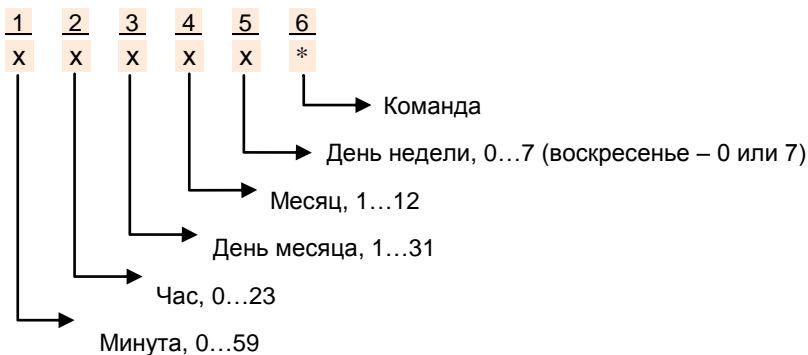 1 2 3 4 5 6
x x x x x *
Команда
День недели, 0…7 (воскресенье – 0 или 7)
Месяц, 1…12
День месяца, 1…31
Час, 0…23
Минута, 0…59